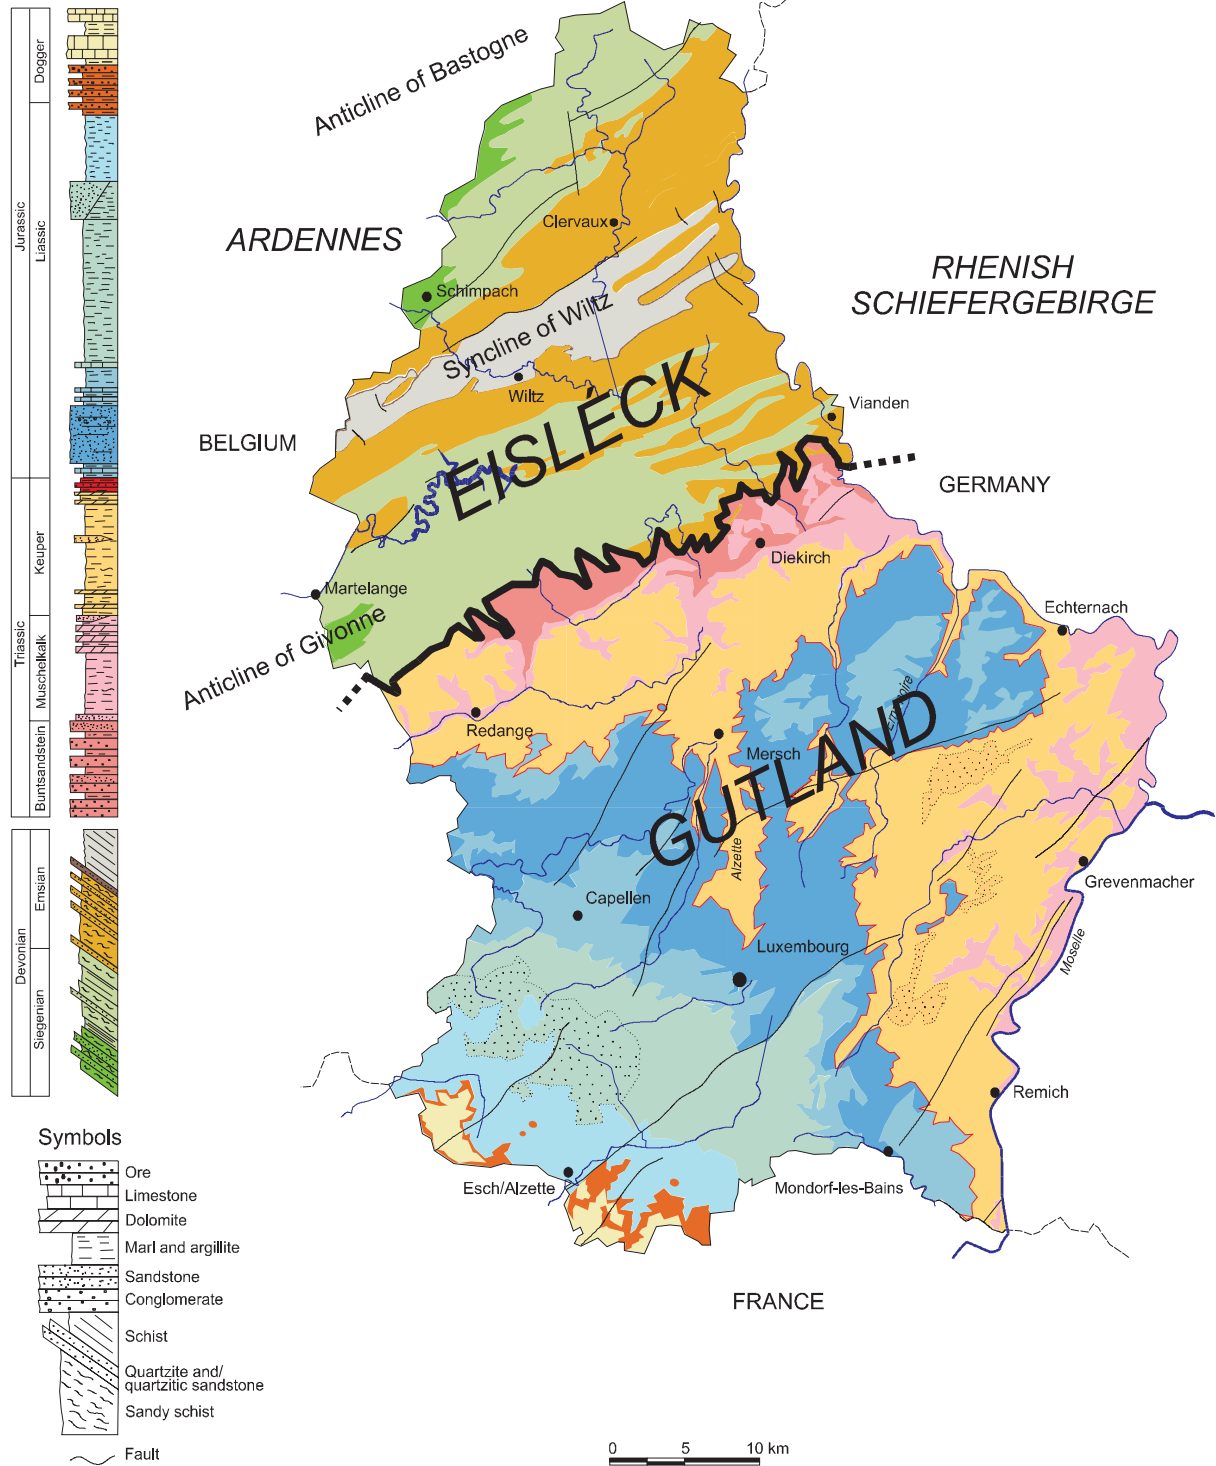 Jurassic
Dogger
Liassic
Triassic
Keuper
Muschelkalk
Buntsandstein
Devonian
Emsian
Siegenian
Symbols
Ore
Limestone
Dolomite
Marl and argillite
Sandstone
Conglomerate
Schist
Quartzite and/
quartzitic sandstone
Sandy schist
Fault
Anticline of Bastogne
ARDENNES
Clervaux
RHENISH
SCHIEFERGEBIRGE
Schimpach
Syncline of Wiltz
Wiltz
EISLÉCK
Vianden
BELGIUM
GERMANY
Diekirch
Martelange
Anticline of Givonne
Echternach
Redange
Mersch
GUTLAND
Alzette
Grevenmacher
Capellen
Luxembourg
Moselle
Remich
Esch/Alzette
Mondorf-les-Bains
FRANCE
0 5 10 km